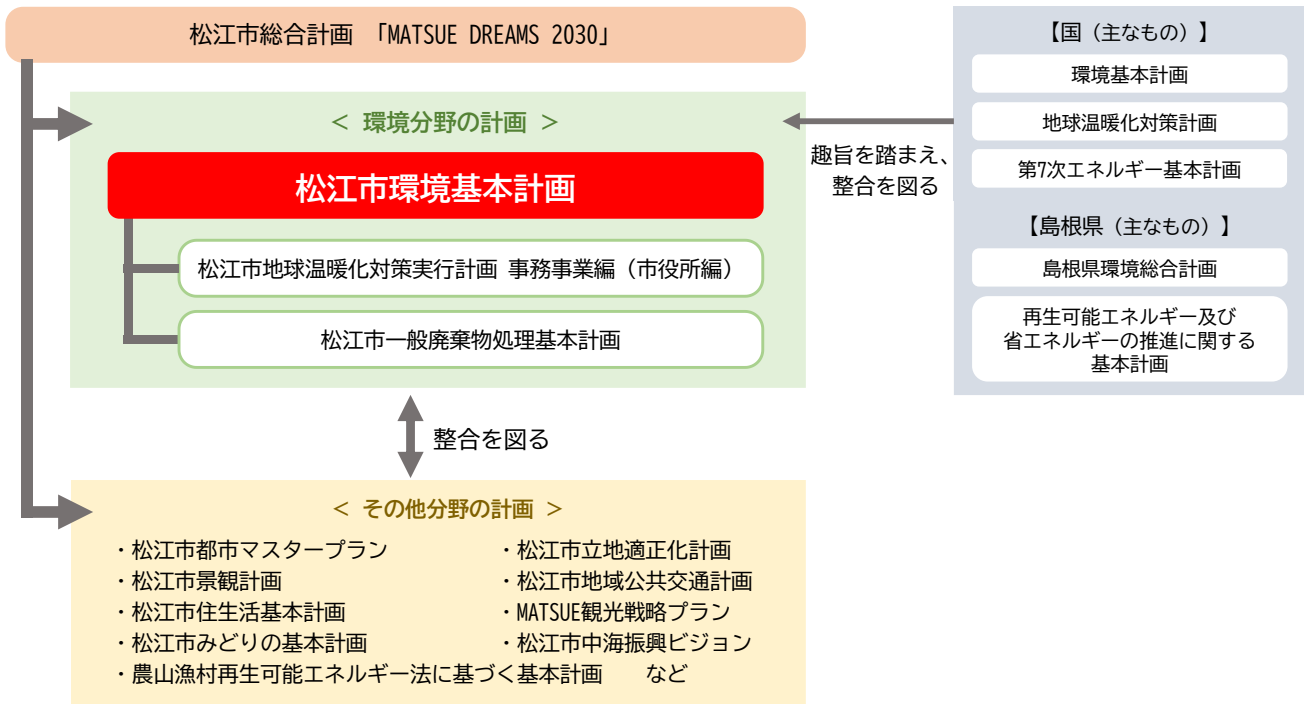 松江市総合計画 「MATSUE DREAMS 2030」
＜ 環境分野の計画 ＞
松江市環境基本計画
松江市地球温暖化対策実行計画 事務事業編（市役所編）
松江市一般廃棄物処理基本計画
趣旨を踏まえ、
整合を図る
【国（主なもの）】
環境基本計画
地球温暖化対策計画
第7次エネルギー基本計画
【島根県（主なもの）】
島根県環境総合計画
再生可能エネルギー及び
省エネルギーの推進に関する
基本計画
整合を図る
＜ その他分野の計画 ＞
・松江市都市マスタープラン
・松江市景観計画
・松江市住生活基本計画
・松江市みどりの基本計画
・松江市立地適正化計画
・松江市地域公共交通計画
・MATSUE観光戦略プラン
・松江市中海振興ビジョン
・農山漁村再生可能エネルギー法に基づく基本計画　　など